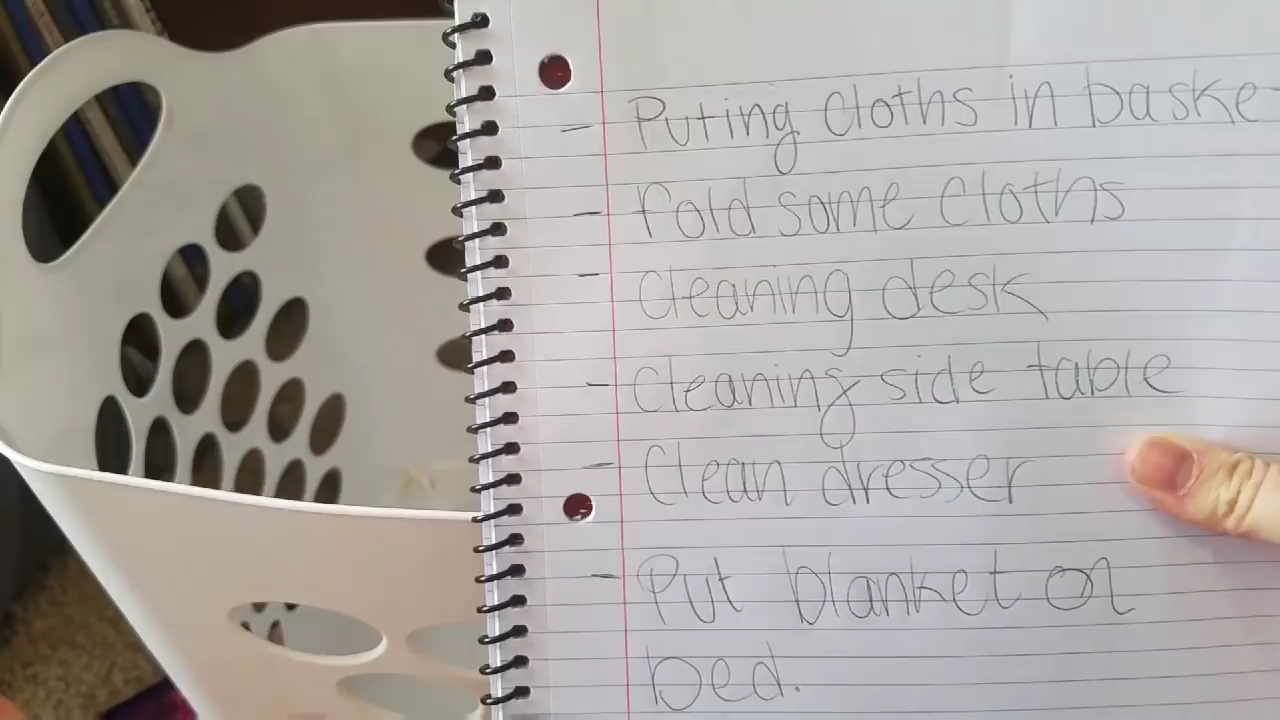 - Puting cloths in baske
- fold some cloths
- cleaning desk
- cleaning side table
- Clean dresser
- Put blanket on
bed.